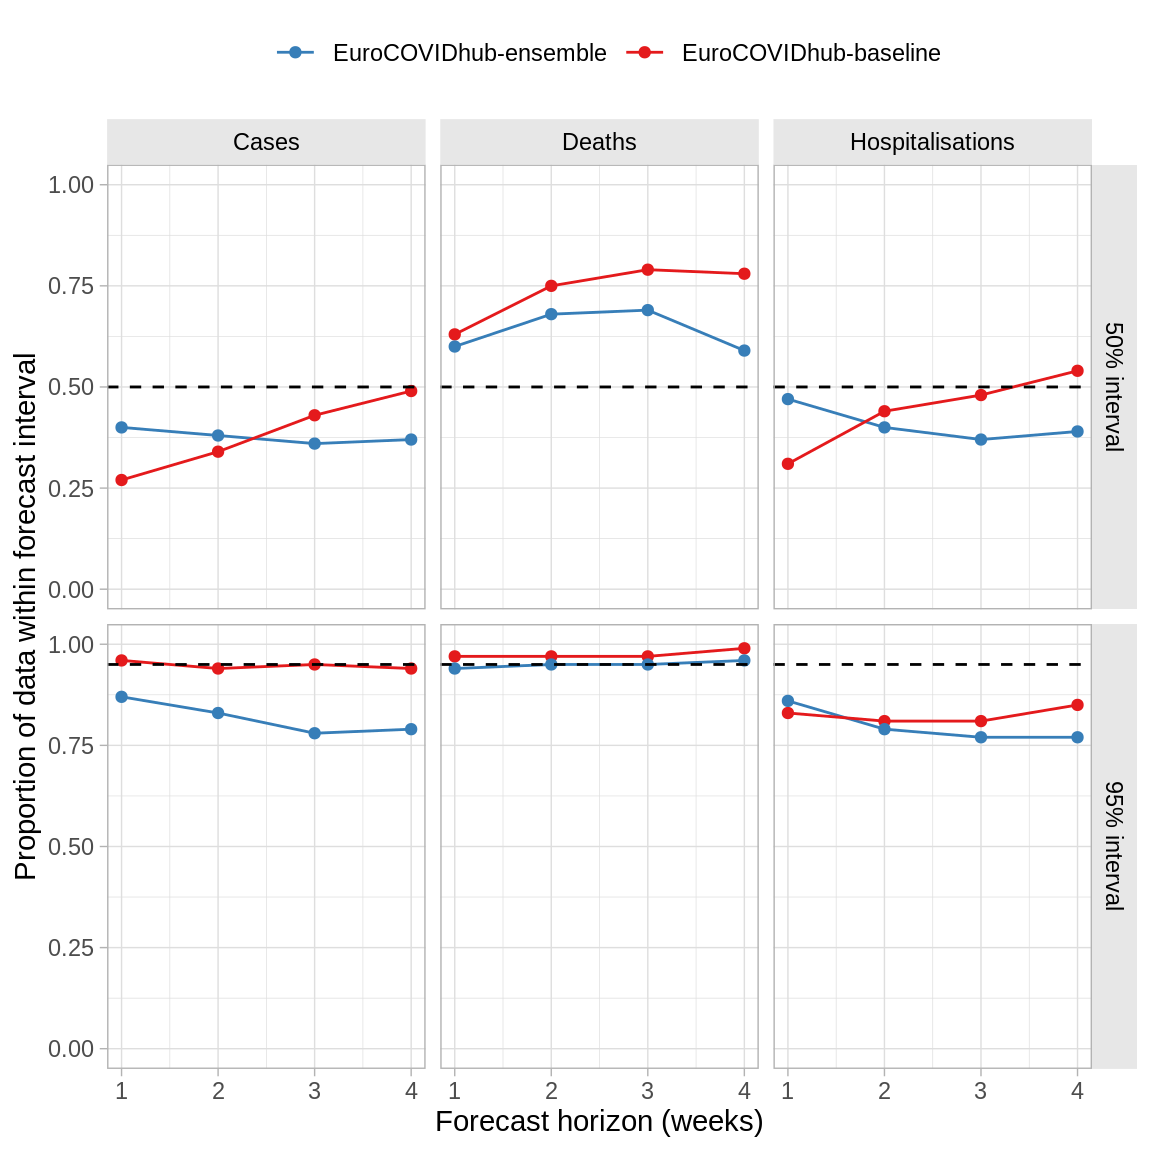 EuroCOVIDhub-ensemble EuroCOVIDhub-baseline
Cases Deaths Hospitalisations
Proportion of data within forecast interval
1.00
0.75
0.50
0.25
0.00
50% interval
1.00
0.75
0.50
0.25
0.00
95% interval
1 2 3 4 1 2 3 4 1 2 3 4
Forecast horizon (weeks)